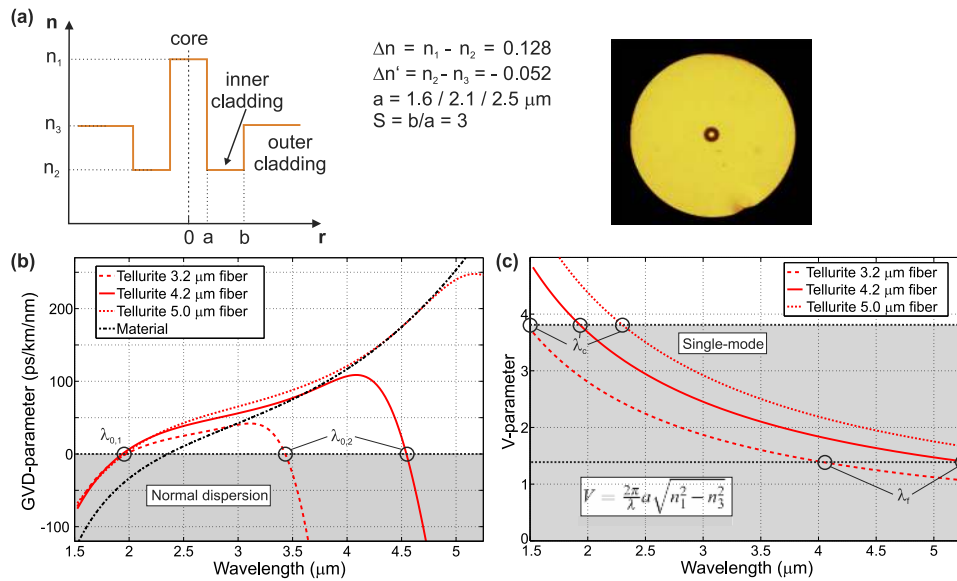 (a)
n
n₁
n₃
n₂
core
inner
cladding
outer
cladding
0 a b r
Δn = n₁ - n₂ = 0.128
Δn' = n₂ - n₃ = - 0.052
a = 1.6 / 2.1 / 2.5 μm
S = b/a = 3
(b)
Tellurite 3.2 μm fiber
Tellurite 4.2 μm fiber
Tellurite 5.0 μm fiber
Material
GVD-parameter (ps/km/nm)
200
100
0
-100
λ₀,₁
λ₀,₂
Normal dispersion
1.5 2 2.5 3 3.5 4 4.5 5
Wavelength (μm)
(c)
Tellurite 3.2 μm fiber
Tellurite 4.2 μm fiber
Tellurite 5.0 μm fiber
V-parameter
4
3
2
1
0
λc
Single-mode
λf
V = 2π/λ a√(n₁² − n₃²)
1.5 2 2.5 3 3.5 4 4.5 5
Wavelength (μm)